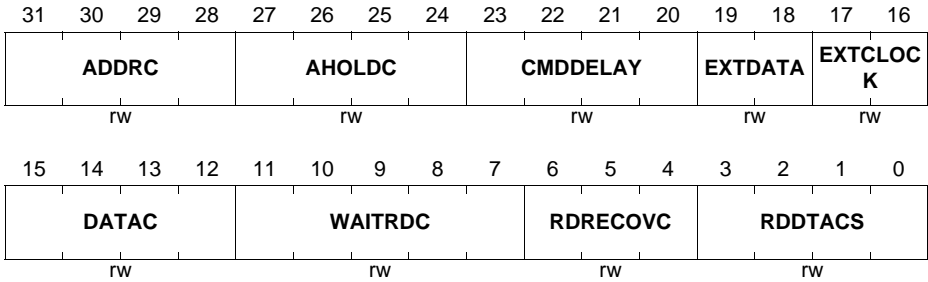 31 30 29 28 27 26 25 24 23 22 21 20 19 18 17 16
ADDRC AHOLDC CMDDELAY EXTDATA EXTCLOC
K
rw rw rw rw rw
15 14 13 12 11 10 9 8 7 6 5 4 3 2 1 0
DATAC WAITRDC RDRECOVC RDDTACS
rw rw rw rw